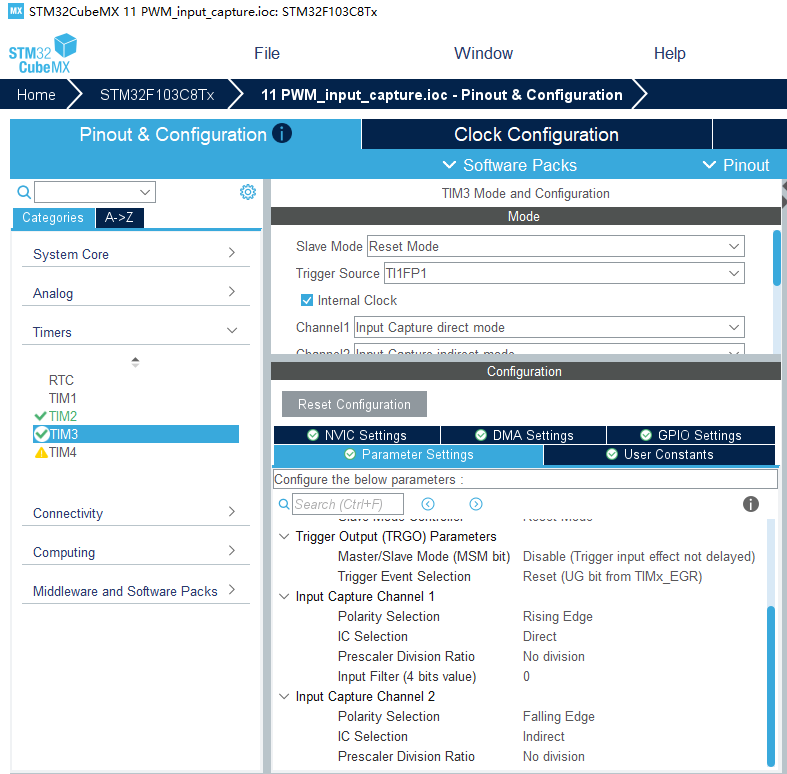 MX STM32CubeMX 11 PWM_input_capture.ioc: STM32F103C8Tx
STM32
CubeMX
File Window Help
Home STM32F103C8Tx 11 PWM_input_capture.ioc - Pinout & Configuration
Pinout & Configuration Clock Configuration
Software Packs Pinout
Categories A->Z
System Core
Analog
Timers
RTC
TIM1
TIM2
TIM3
TIM4
Connectivity
Computing
Middleware and Software Packs
TIM3 Mode and Configuration
Mode
Slave Mode Reset Mode
Trigger Source TI1FP1
Internal Clock
Channel1 Input Capture direct mode
Channel2 Input Capture indirect mode
Configuration
Reset Configuration
NVIC Settings DMA Settings GPIO Settings
Parameter Settings User Constants
Configure the below parameters :
Search (Ctrl+F)
Slave Mode Controller Reset Mode
Trigger Output (TRGO) Parameters
Master/Slave Mode (MSM bit) Disable (Trigger input effect not delayed)
Trigger Event Selection Reset (UG bit from TIMx_EGR)
Input Capture Channel 1
Polarity Selection Rising Edge
IC Selection Direct
Prescaler Division Ratio No division
Input Filter (4 bits value) 0
Input Capture Channel 2
Polarity Selection Falling Edge
IC Selection Indirect
Prescaler Division Ratio No division